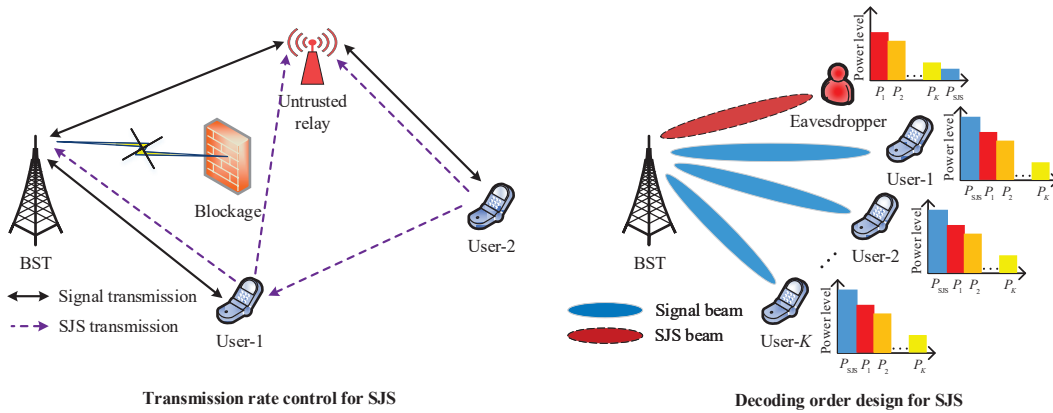 Untrusted
relay
Blockage
BST
User-2
User-1
Signal transmission
SJS transmission
Transmission rate control for SJS
Power level
P1 P2 ... PK PSJS
Eavesdropper
Power level
PSJS P1 P2 ... PK
User-1
Power level
PSJS P1 P2 ... PK
User-2
BST
...
Power level
PSJS P1 P2 ... PK
User-K
Signal beam
SJS beam
Decoding order design for SJS